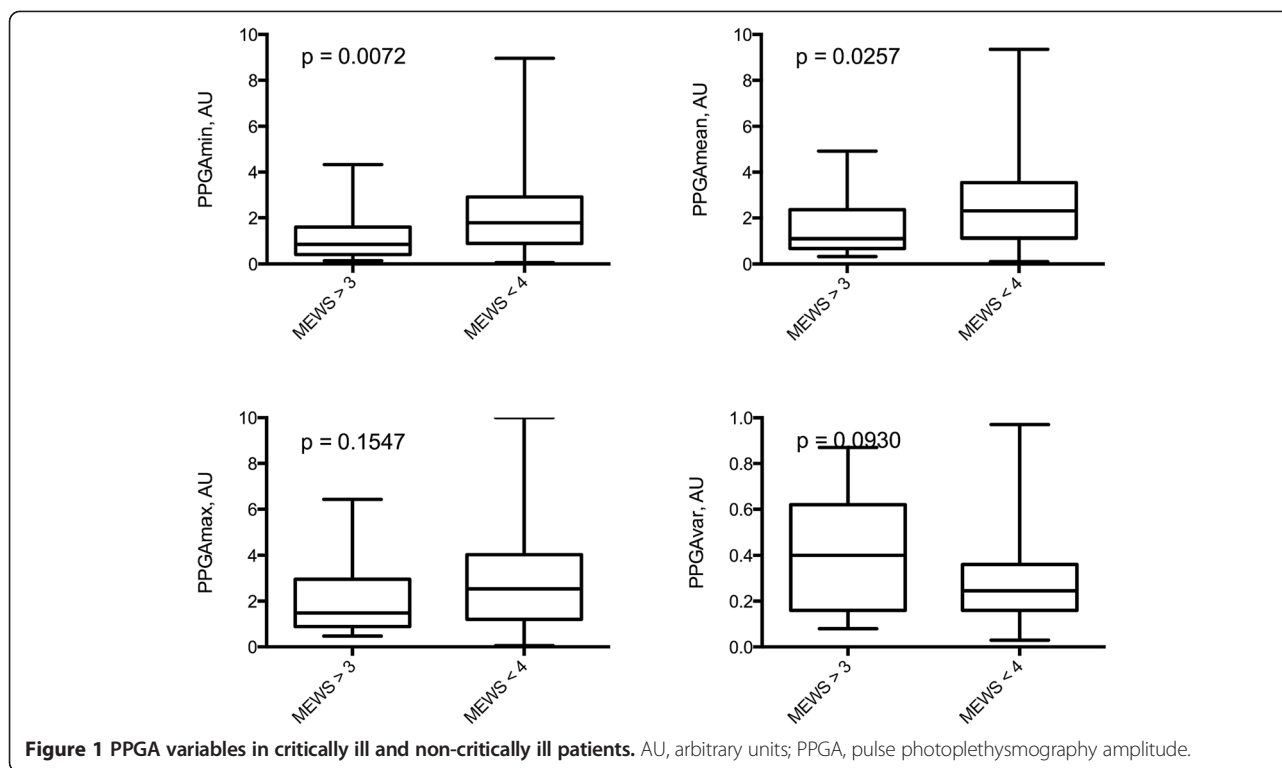 10
p = 0.0072
8
6
4
2
0
PPGAmin, AU
MEWS > 3
MEWS < 4
10
p = 0.0257
8
6
4
2
0
PPGAmean, AU
MEWS > 3
MEWS < 4
10
p = 0.1547
8
6
4
2
0
PPGAmax, AU
MEWS > 3
MEWS < 4
1.0
p = 0.0930
0.8
0.6
0.4
0.2
0.0
PPGAvar, AU
MEWS > 3
MEWS < 4
Figure 1 PPGA variables in critically ill and non-critically ill patients. AU, arbitrary units; PPGA, pulse photoplethysmography amplitude.